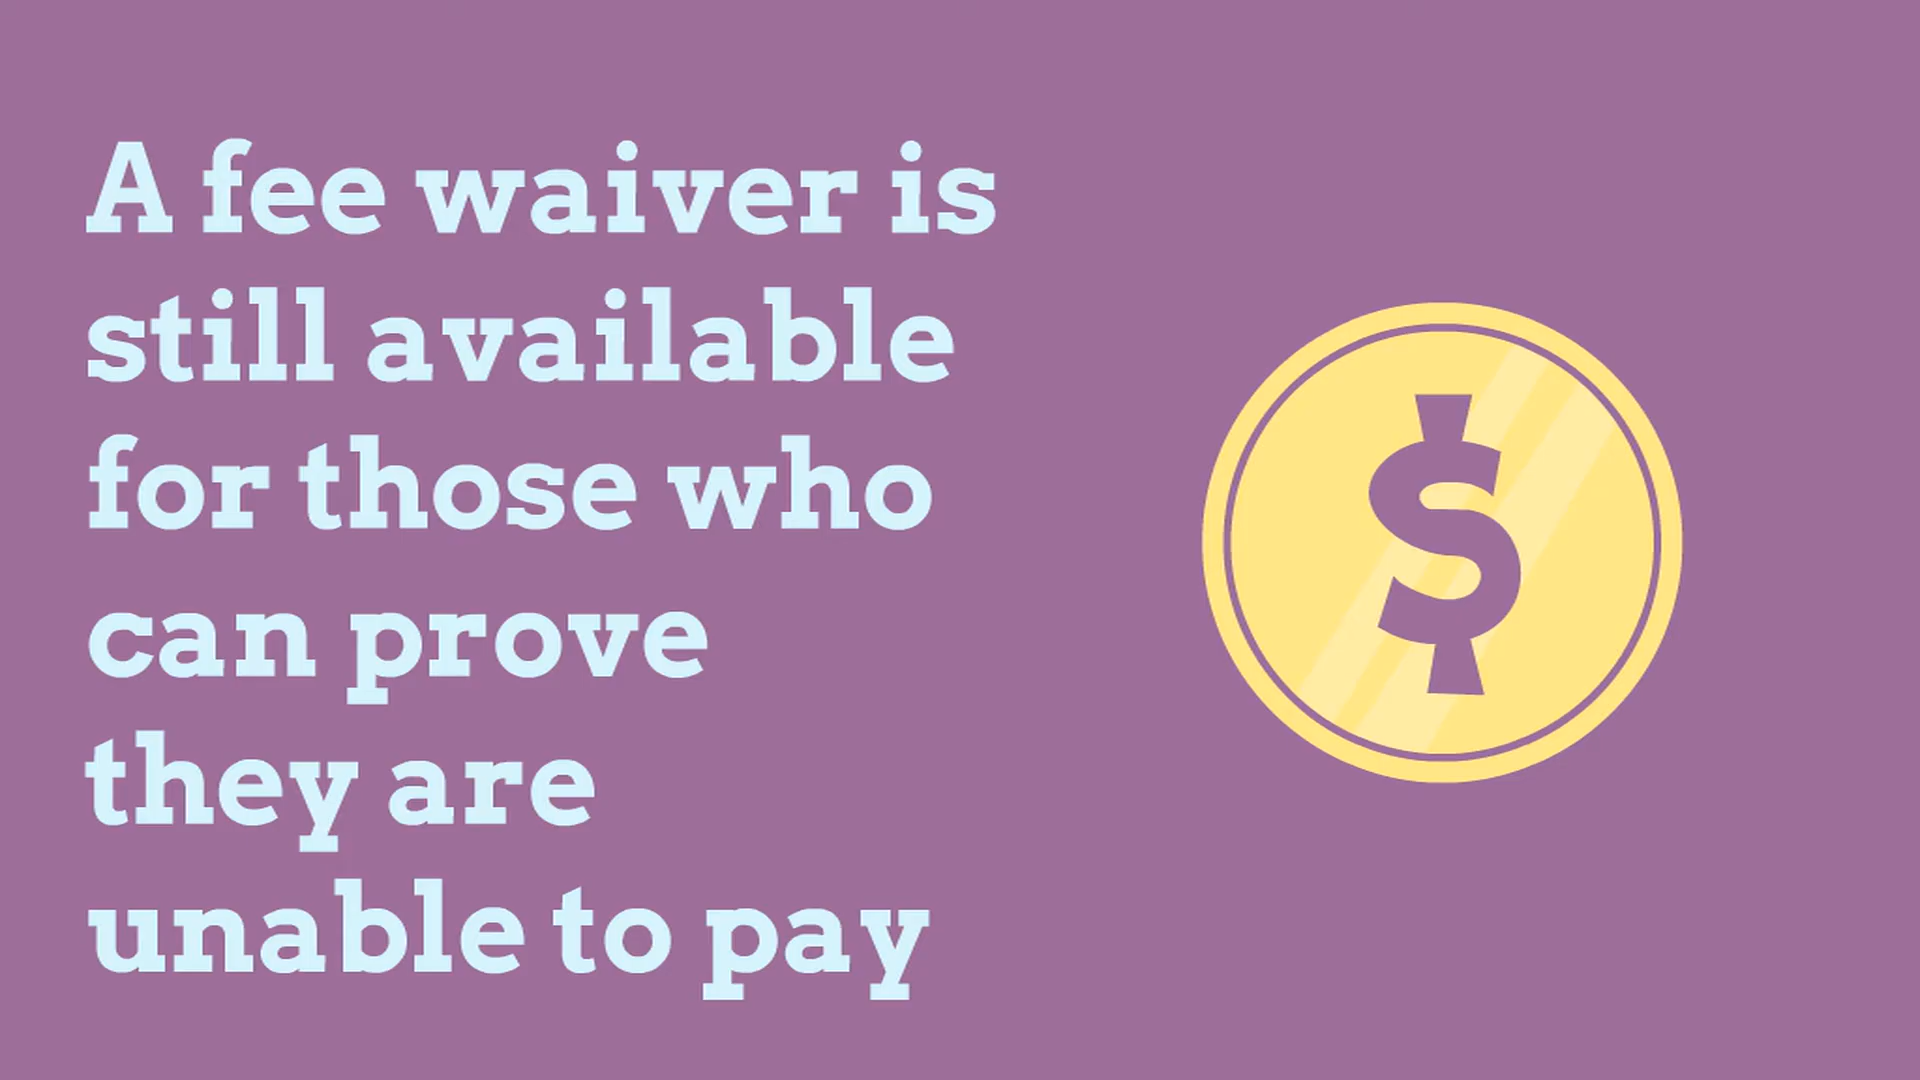 A fee waiver is
still available
for those who
can prove
they are
unable to pay
$